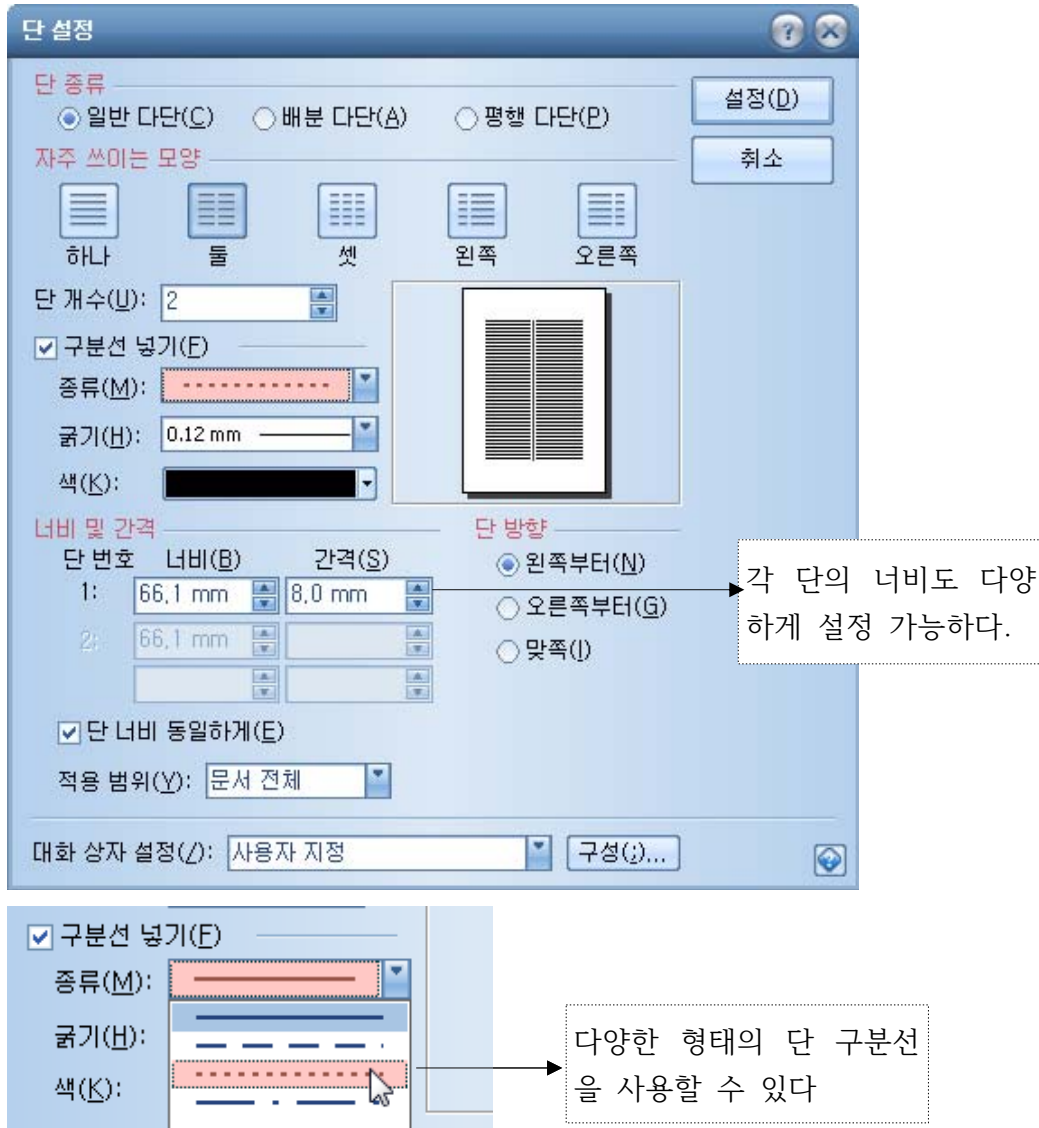 단 설정
단 종류
일반 다단(C) 배분 다단(A) 평행 다단(P)
설정(D)
취소
자주 쓰이는 모양
하나 둘 셋 왼쪽 오른쪽
단 개수(U): 2
구분선 넣기(F)
종류(M):
굵기(H): 0.12 mm
색(K):
너비 및 간격
단 번호 너비(B) 간격(S)
1: 66.1 mm 8.0 mm
2: 66.1 mm
단 방향
왼쪽부터(N)
오른쪽부터(G)
맞쪽(I)
각 단의 너비도 다양
하게 설정 가능하다.
단 너비 동일하게(E)
적용 범위(Y): 문서 전체
대화 상자 설정(/): 사용자 지정 구성(;)...
구분선 넣기(F)
종류(M):
굵기(H):
색(K):
다양한 형태의 단 구분선
을 사용할 수 있다